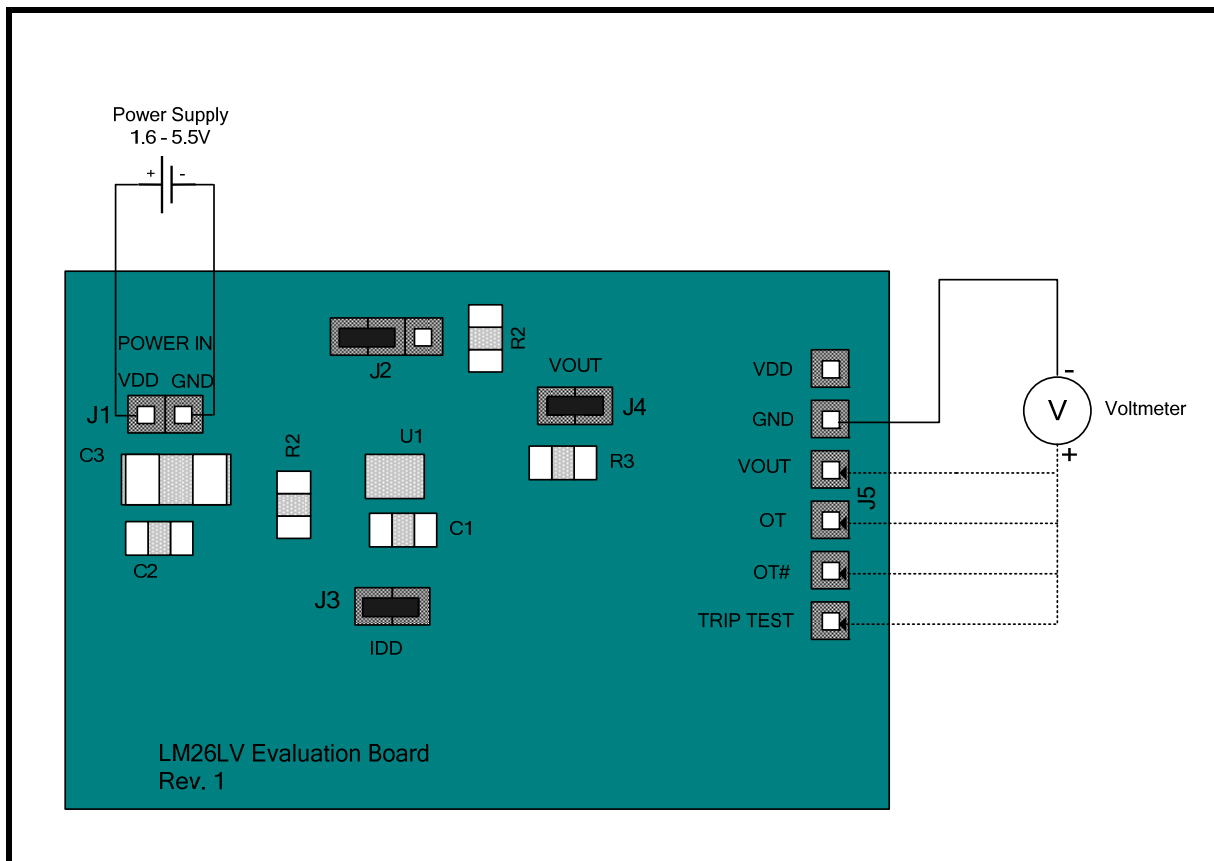 Power Supply
1.6 - 5.5V
+ -
POWER IN
VDD GND
J1
C3
C2
R2
J2
R2
U1
C1
J3
IDD
VOUT
J4
R3
VDD
GND
VOUT
OT
OT#
TRIP TEST
J5
-
V
Voltmeter
+
LM26LV Evaluation Board
Rev. 1